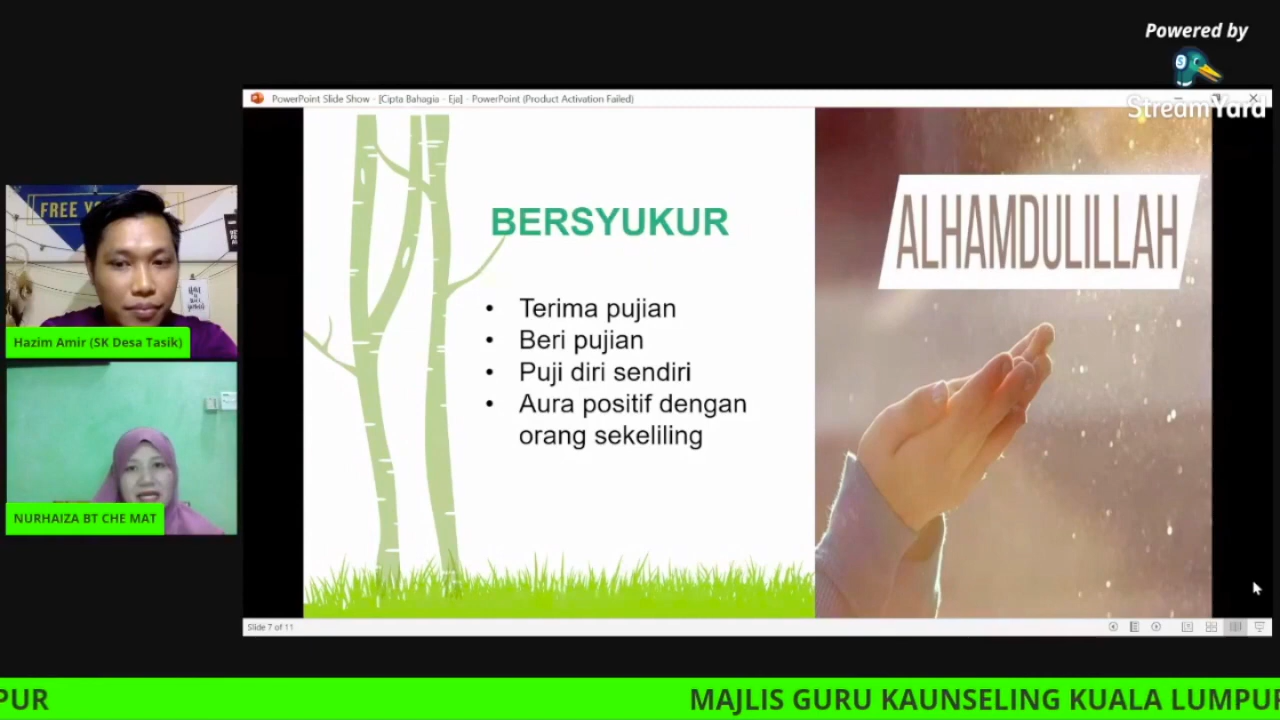 Powered by
StreamYard
PowerPoint Slide Show - [Cipta Bahagia - Eja] - PowerPoint (Product Activation Failed)
FREE
Hazim Amir (SK Desa Tasik)
NURHAIZA BT CHE MAT
BERSYUKUR
• Terima pujian
• Beri pujian
• Puji diri sendiri
• Aura positif dengan
orang sekeliling
ALHAMDULILLAH
Slide 7 of 11
PUR
MAJLIS GURU KAUNSELING KUALA LUMPUR